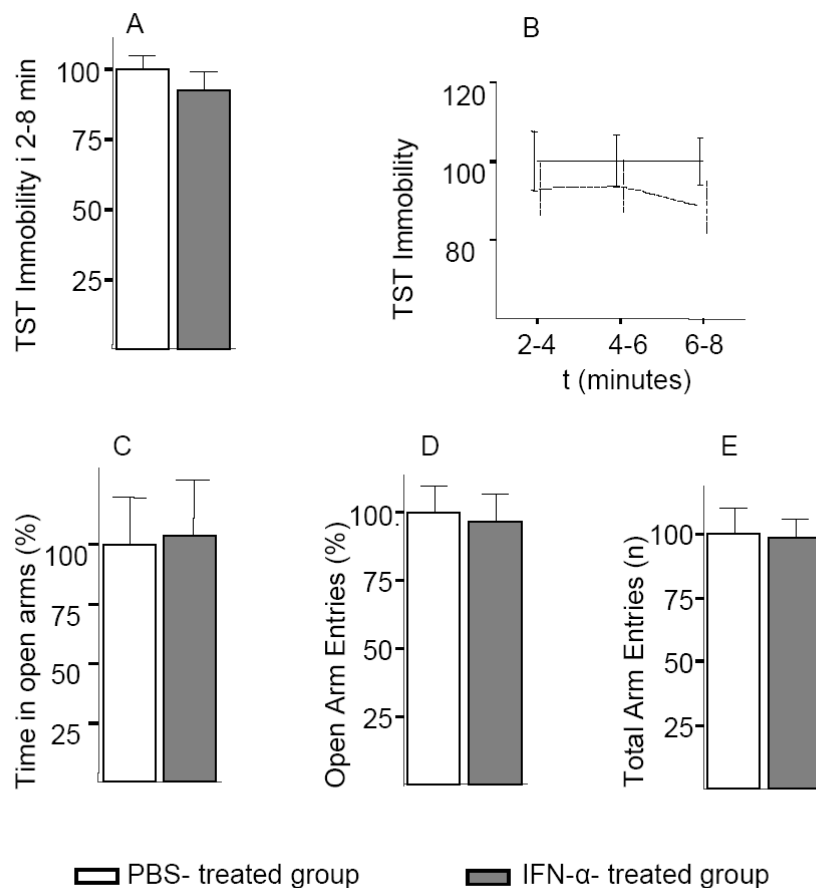 A
TST Immobility i 2-8 min
100
75
50
25
B
TST Immobility
120
100
80
2-4 4-6 6-8
t (minutes)
C
Time in open arms (%)
100
75
50
25
D
Open Arm Entries (%)
100
75
50
25
E
Total Arm Entries (n)
100
75
50
25
PBS- treated group
IFN-α- treated group